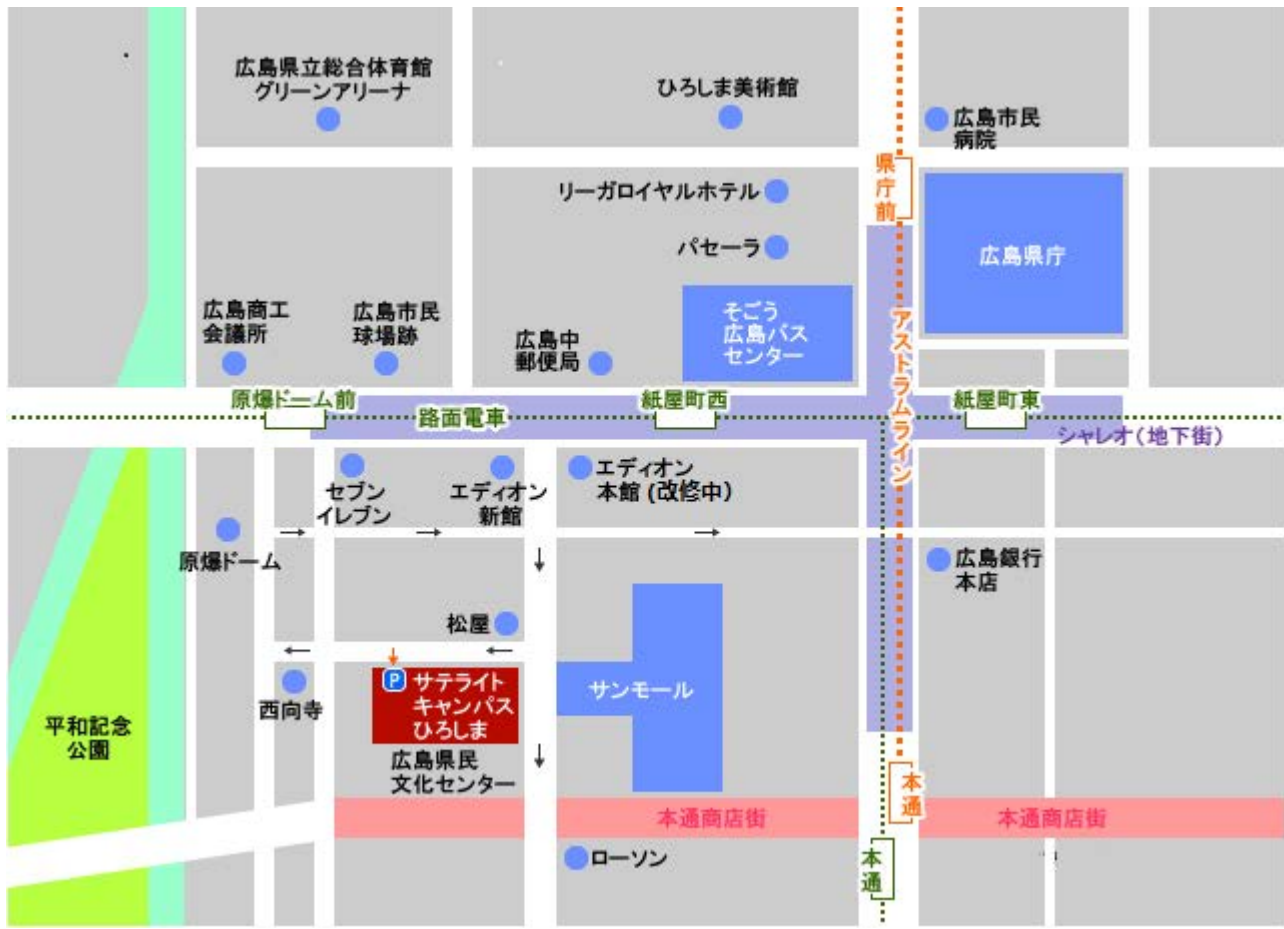 広島県立総合体育館
グリーンアリーナ
ひろしま美術館
広島市民
病院
県庁前
リーガロイヤルホテル
パセーラ
広島県庁
広島商工
会議所
広島市民
球場跡
広島中
郵便局
そごう
広島バス
センター
アストラムライン
原爆ドーム前
路面電車
紙屋町西
紙屋町東
シャレオ(地下街)
セブン
イレブン
エディオン
新館
エディオン
本館 (改修中)
原爆ドーム
広島銀行
本店
松屋
西向寺
P サテライト
キャンパス
ひろしま
サンモール
平和記念
公園
広島県民
文化センター
本通
本通商店街
本通商店街
ローソン
本通